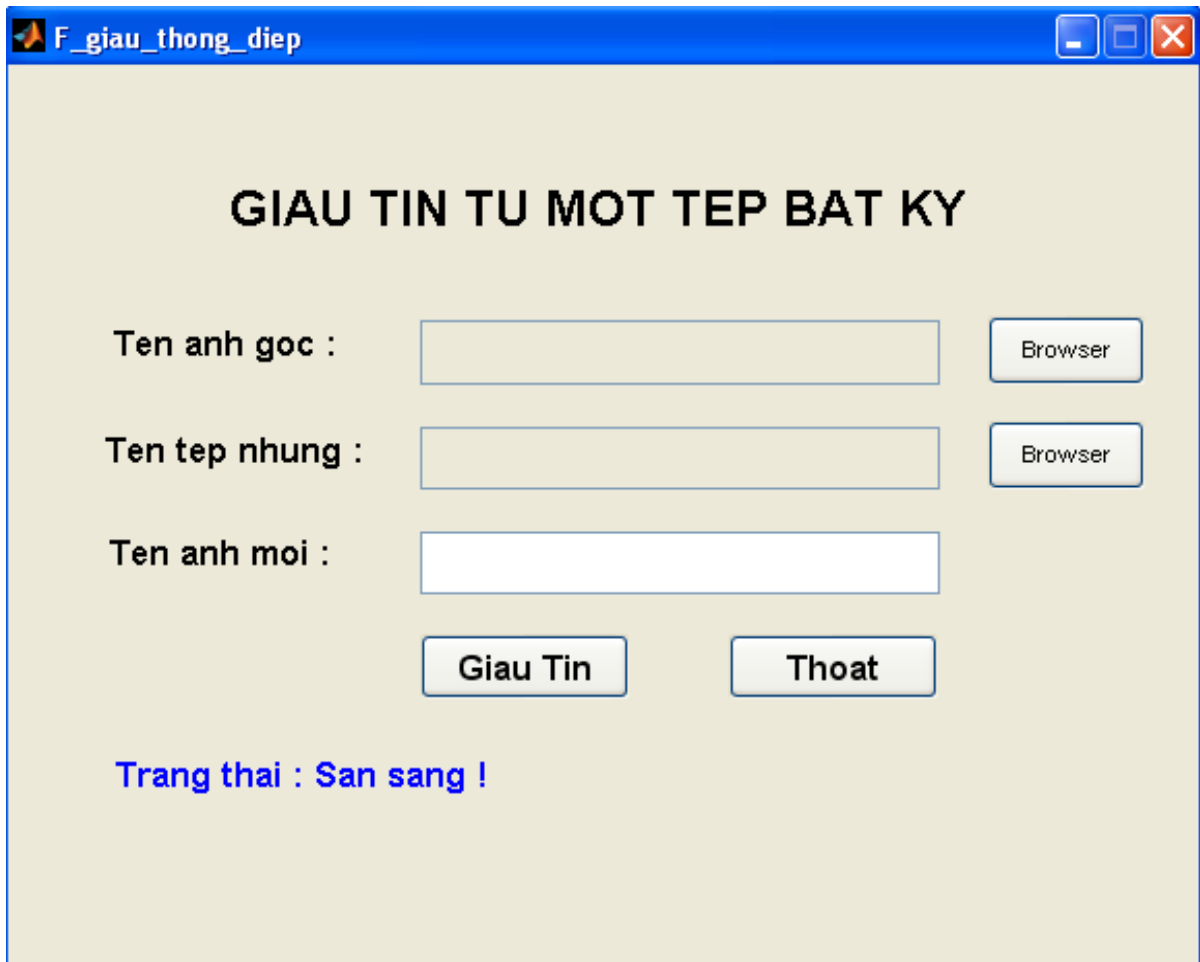 F_giau_thong_diep
GIAU TIN TU MOT TEP BAT KY
Ten anh goc :
Browser
Ten tep nhung :
Browser
Ten anh moi :
Giau Tin
Thoat
Trang thai : San sang !